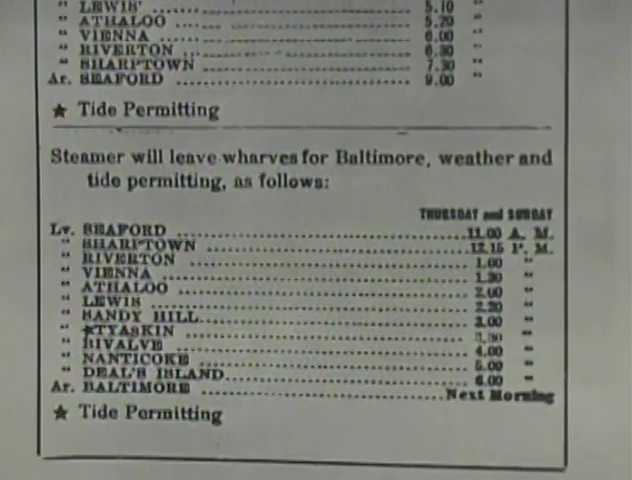 " LEWIS' ........ 5.10 "
" ATHALOO ........ 5.20 "
" VIENNA ........ 6.00 "
" RIVERTON ........ 6.30 "
" SHARPTOWN ........ 7.30 "
Ar. SEAFORD ........ 9.00 "
★ Tide Permitting
Steamer will leave wharves for Baltimore, weather and
tide permitting, as follows:
THURSDAY and SUNDAY
Lv. SEAFORD ........ 11.00 A. M.
" SHARPTOWN ........ 12.15 P. M.
" RIVERTON ........ 1.00 "
" VIENNA ........ 1.30 "
" ATHALOO ........ 2.00 "
" LEWIS ........ 2.20 "
" SANDY HILL ........ 3.00 "
" ★TYASKIN ........ 3.30 "
" BIVALVE ........ 4.00 "
" NANTICOKE ........ 5.00 "
" DEAL'S ISLAND ........ 6.00 "
Ar. BALTIMORE ........ Next Morning
★ Tide Permitting